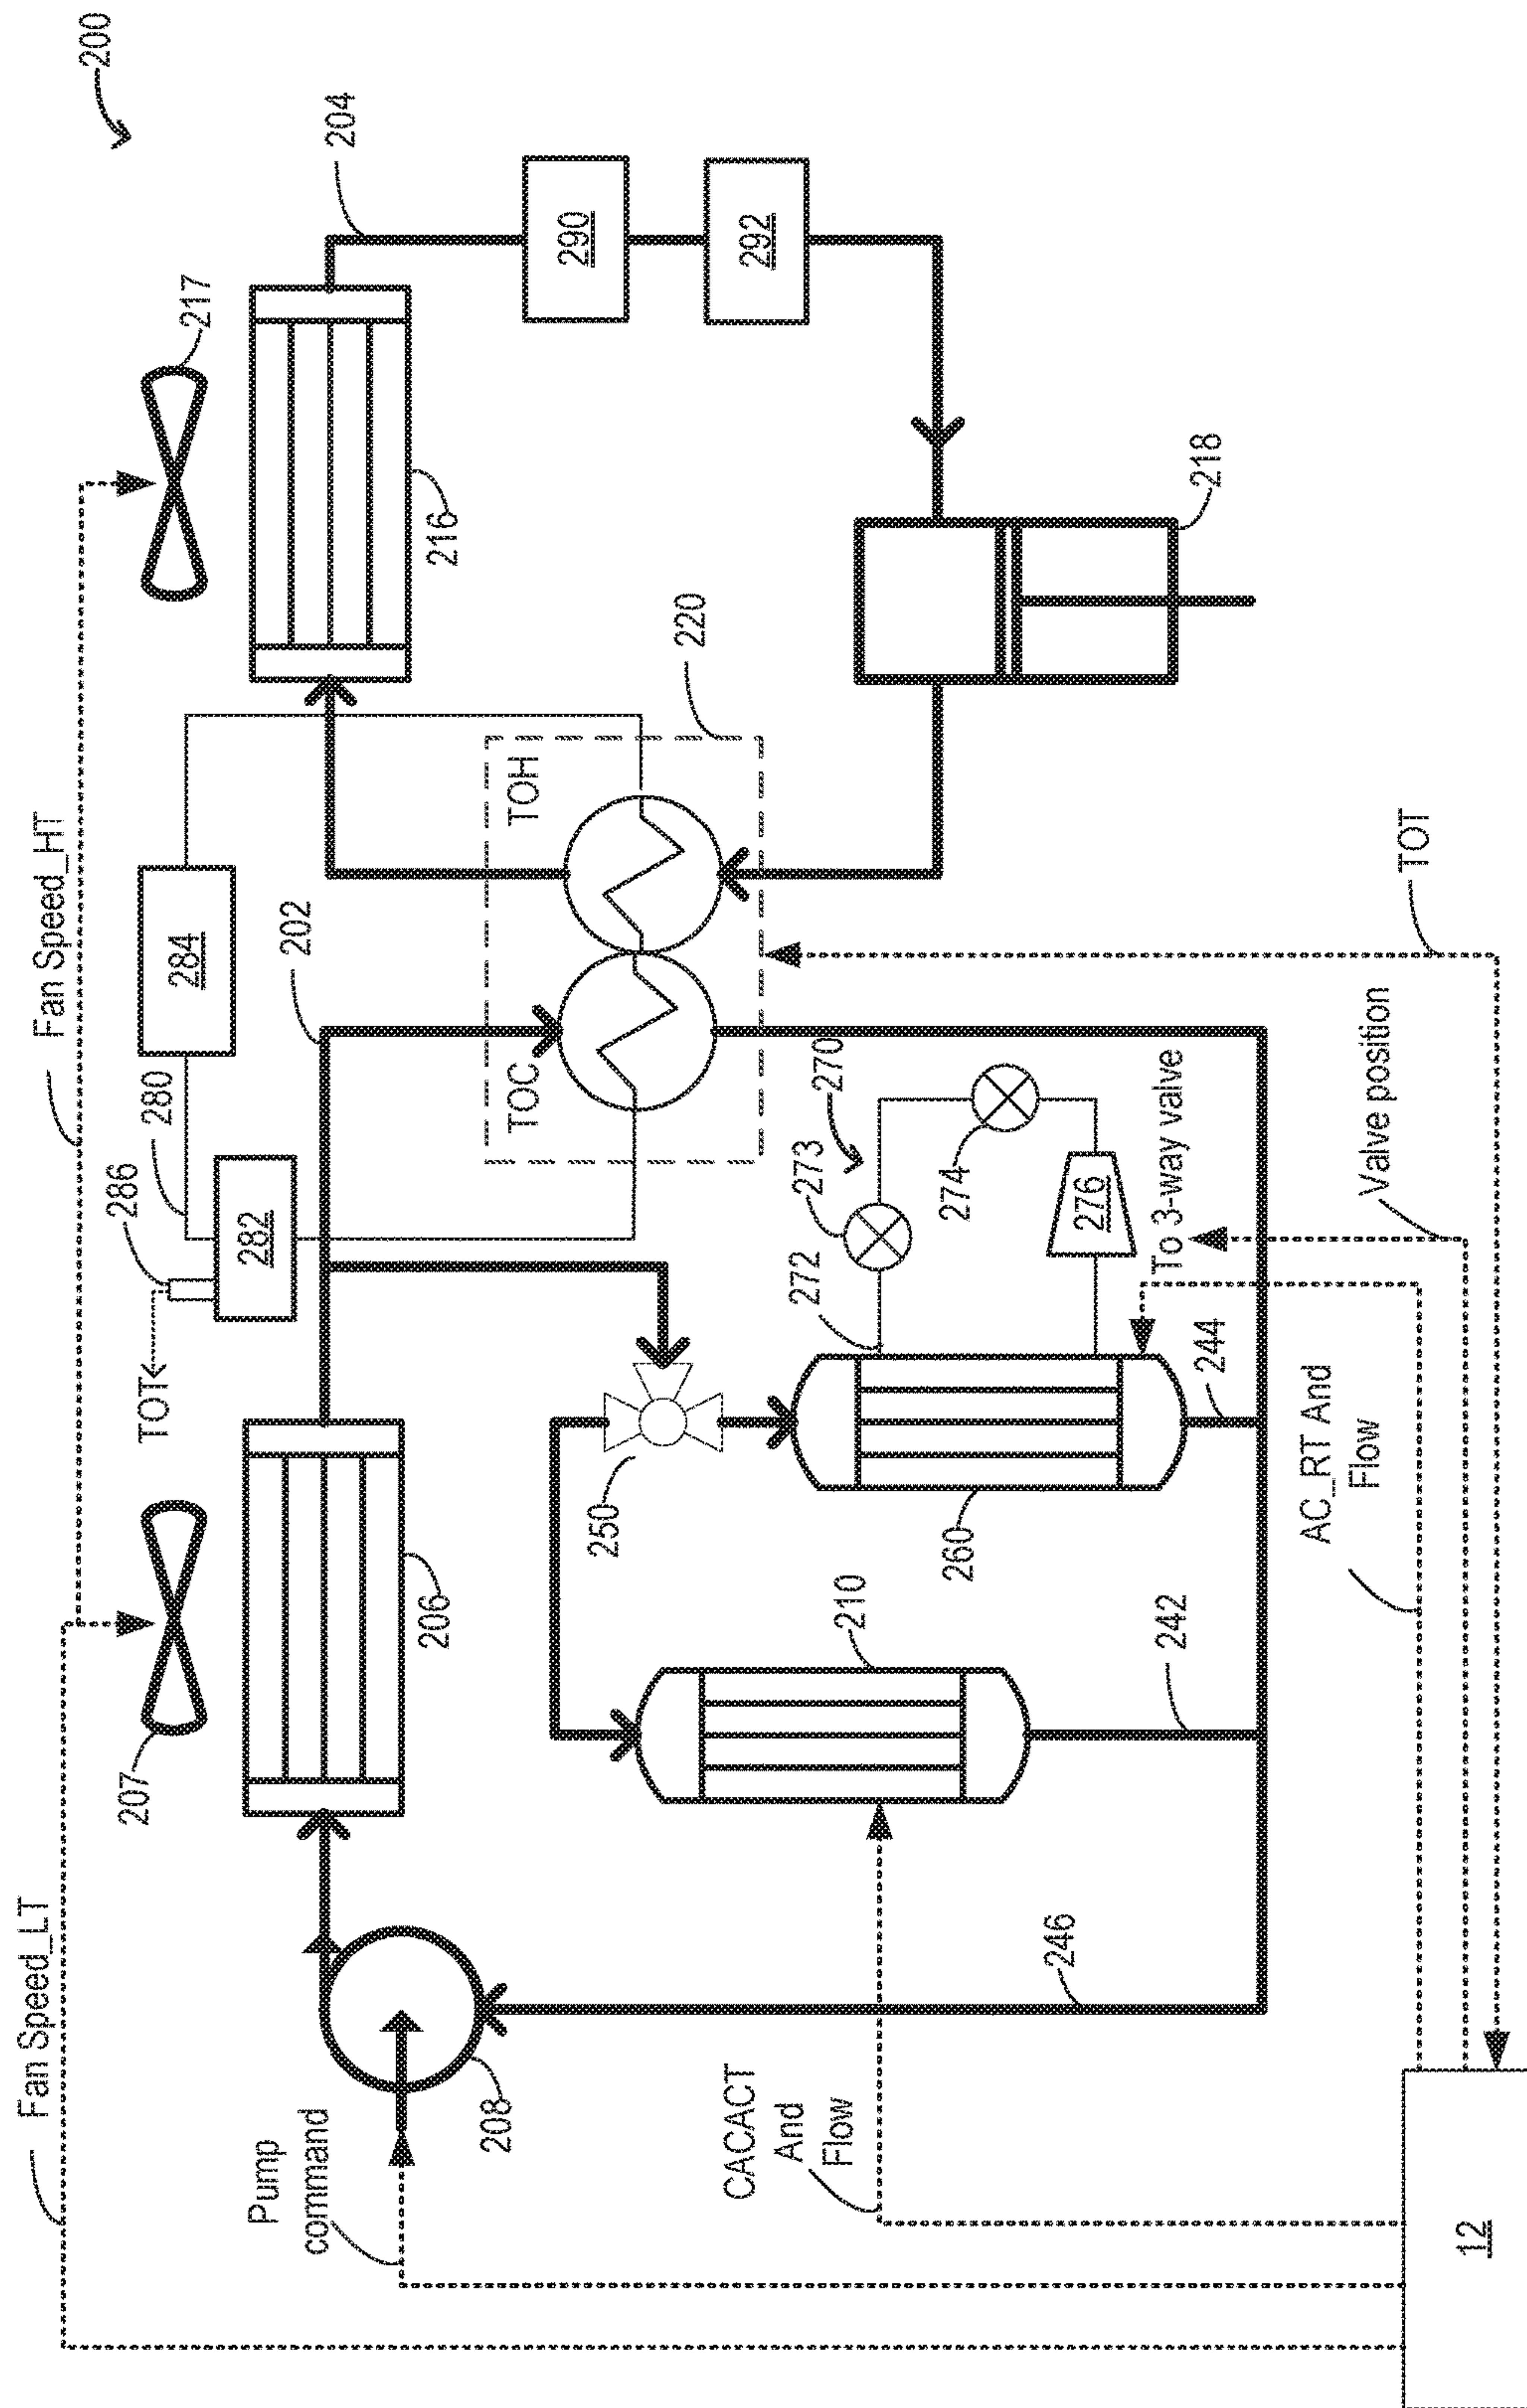 200
Fan Speed_LT
Fan Speed_HT
207
286
TOT
280
284
217
282
202
204
206
216
Pump
command
208
250
TOC
TOH
220
290
292
210
272
273
270
274
276
260
CACACT
And
Flow
246
242
244
To 3-way valve
218
AC_RT And
Flow
Valve position
TOT
12